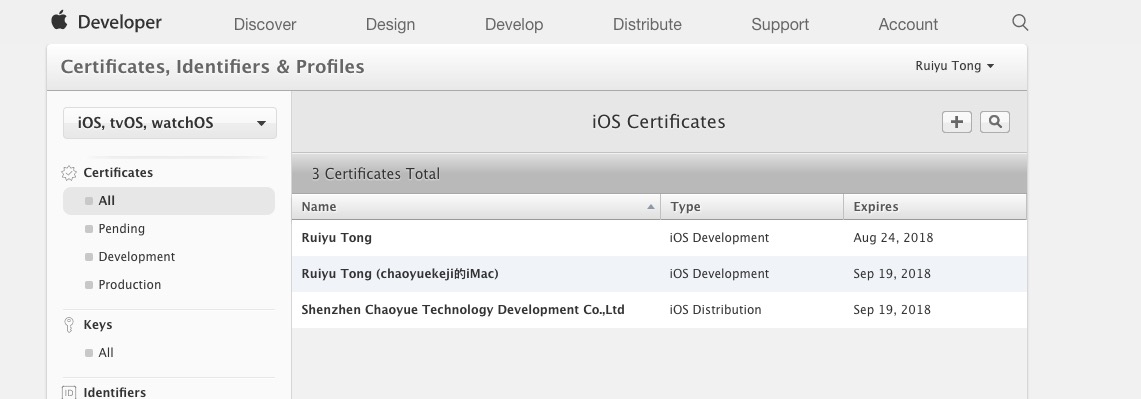 Developer Discover Design Develop Distribute Support Account
Certificates, Identifiers & Profiles Ruiyu Tong
iOS, tvOS, watchOS
iOS Certificates
Certificates
All
Pending
Development
Production
Keys
All
iD Identifiers
3 Certificates Total
Name Type Expires
Ruiyu Tong iOS Development Aug 24, 2018
Ruiyu Tong (chaoyuekeji的iMac) iOS Development Sep 19, 2018
Shenzhen Chaoyue Technology Development Co.,Ltd iOS Distribution Sep 19, 2018